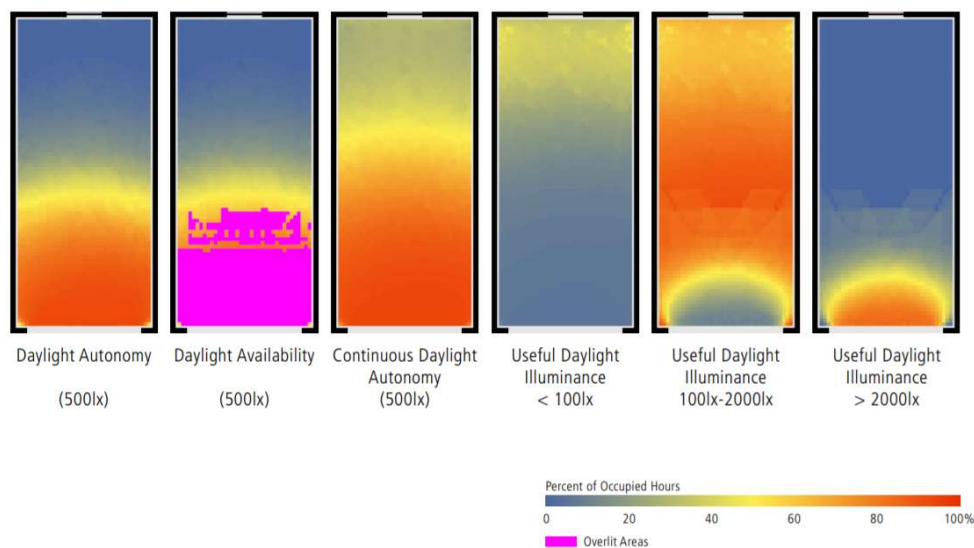 Daylight Autonomy
(500lx)
Daylight Availability
(500lx)
Continuous Daylight
Autonomy
(500lx)
Useful Daylight
Illuminance
< 100lx
Useful Daylight
Illuminance
100lx-2000lx
Useful Daylight
Illuminance
> 2000lx
Percent of Occupied Hours
0 20 40 60 80 100%
Overlit Areas